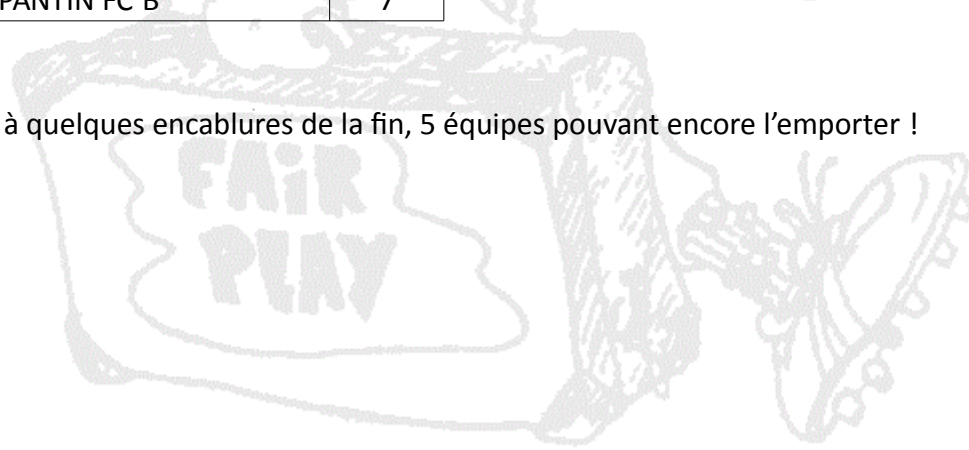 PANTIN FC B 7
à quelques encablures de la fin, 5 équipes pouvant encore l’emporter !
FAiR
PLAY